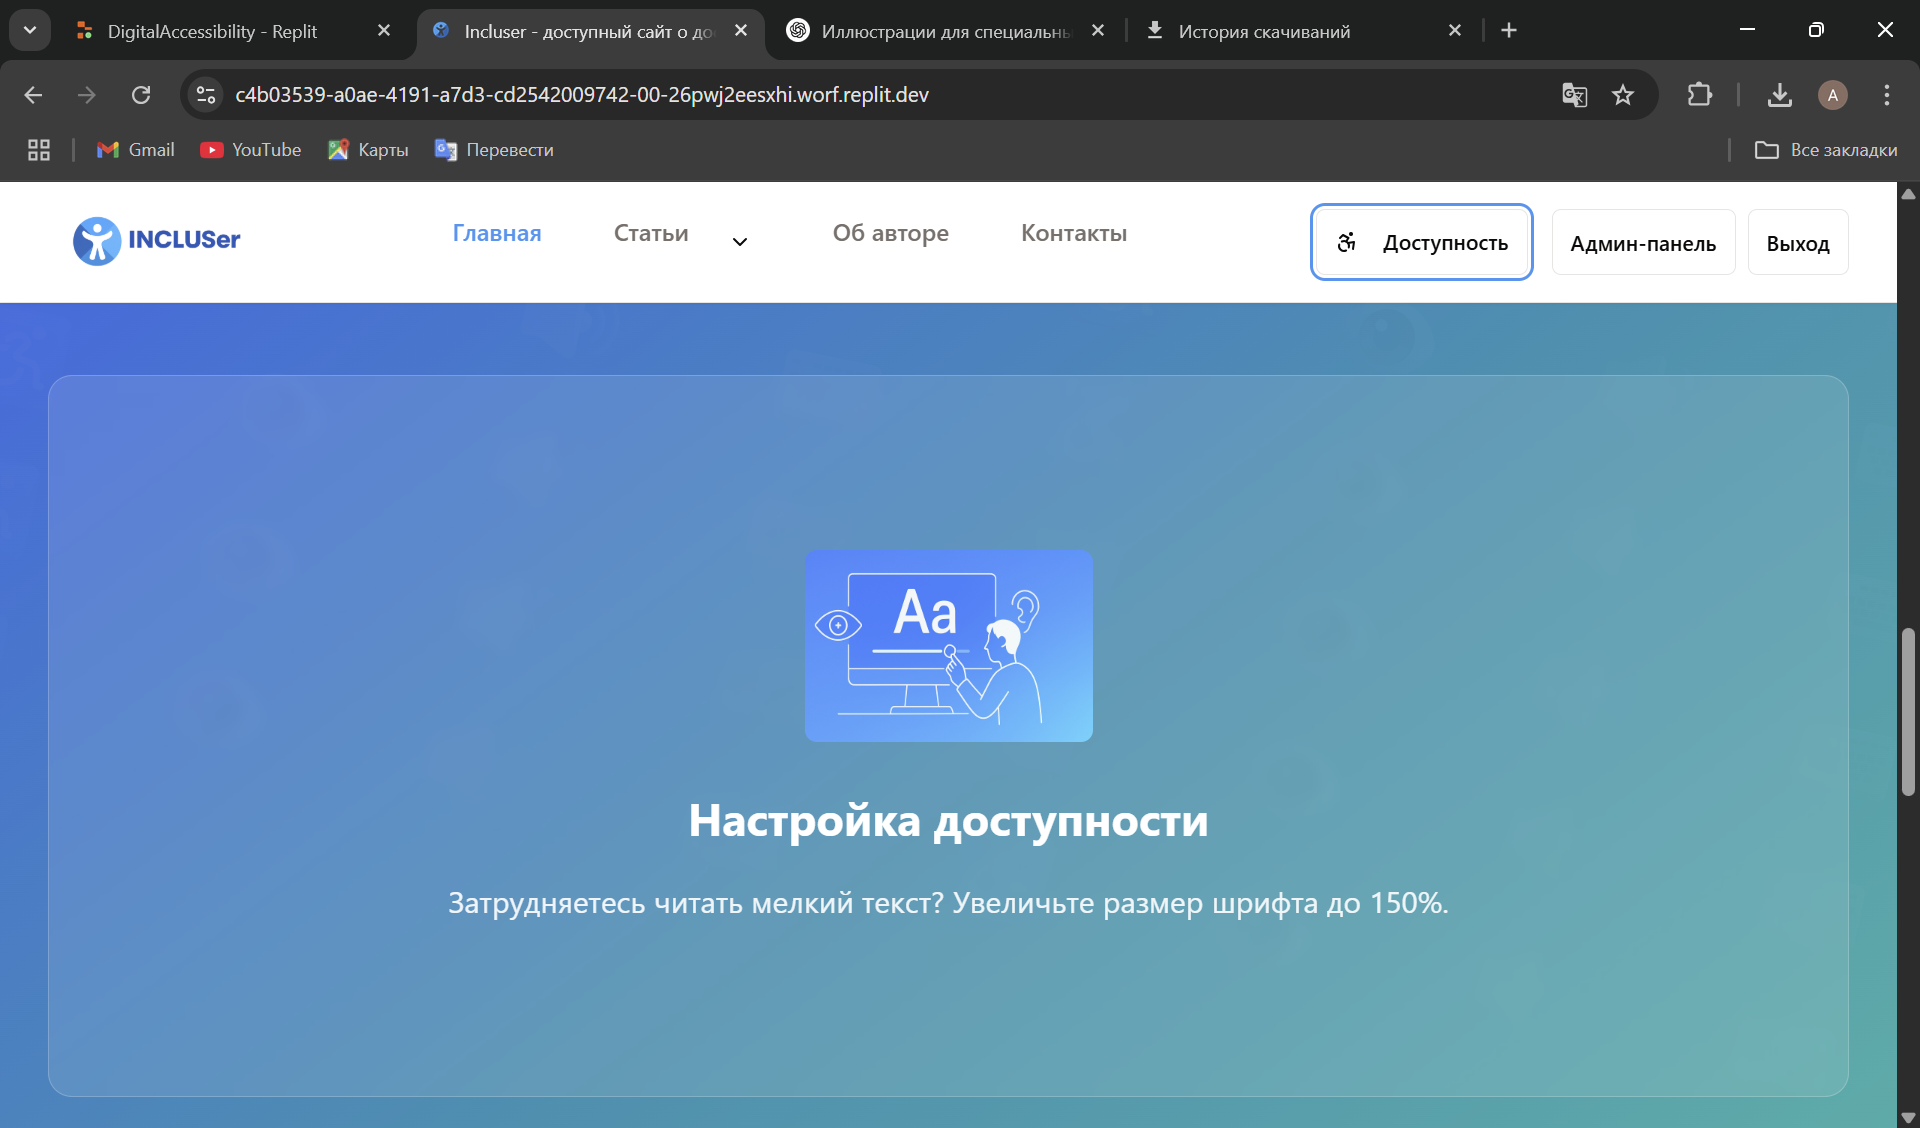 DigitalAccessibility - Replit
Incluser - доступный сайт о до
Иллюстрации для специальны
История скачиваний
c4b03539-a0ae-4191-a7d3-cd2542009742-00-26pwj2eesxhi.worf.replit.dev
A
Gmail
YouTube
Карты
Перевести
Все закладки
INCLUSer
Главная
Статьи
Об авторе
Контакты
Доступность
Админ-панель
Выход
Aa
Настройка доступности
Затрудняетесь читать мелкий текст? Увеличьте размер шрифта до 150%.